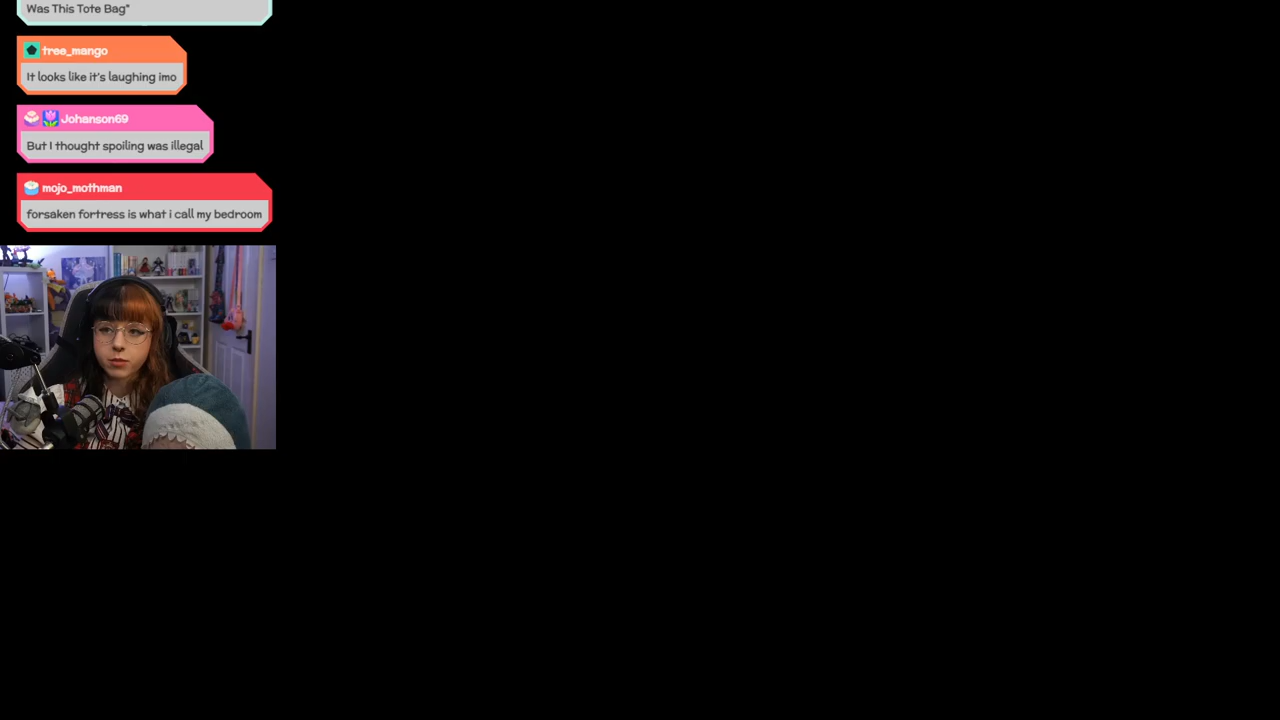 Was This Tote Bag"
tree_mango
It looks like it's laughing imo
Johanson69
But I thought spoiling was illegal
mojo_mothman
forsaken fortress is what i call my bedroom